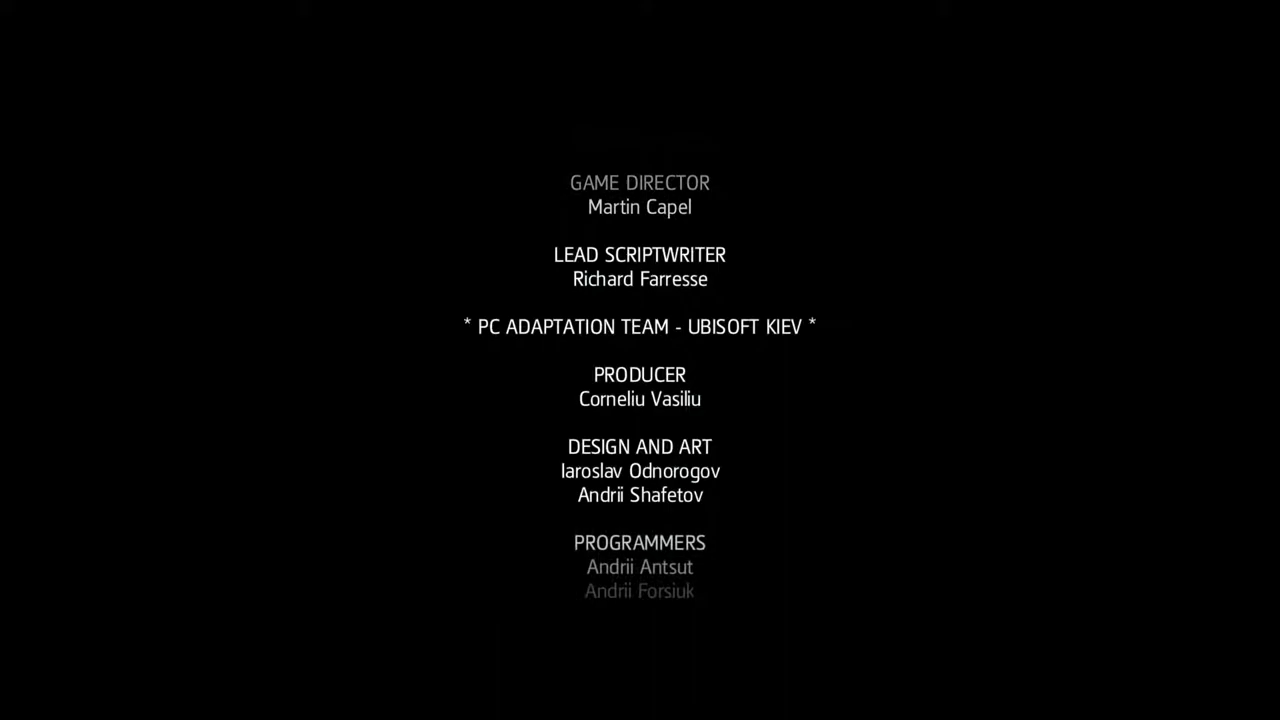 GAME DIRECTOR
Martin Capel
LEAD SCRIPTWRITER
Richard Farresse
* PC ADAPTATION TEAM - UBISOFT KIEV *
PRODUCER
Corneliu Vasiliu
DESIGN AND ART
Iaroslav Odnorogov
Andrii Shafetov
PROGRAMMERS
Andrii Antsut
Andrii Forsiuk